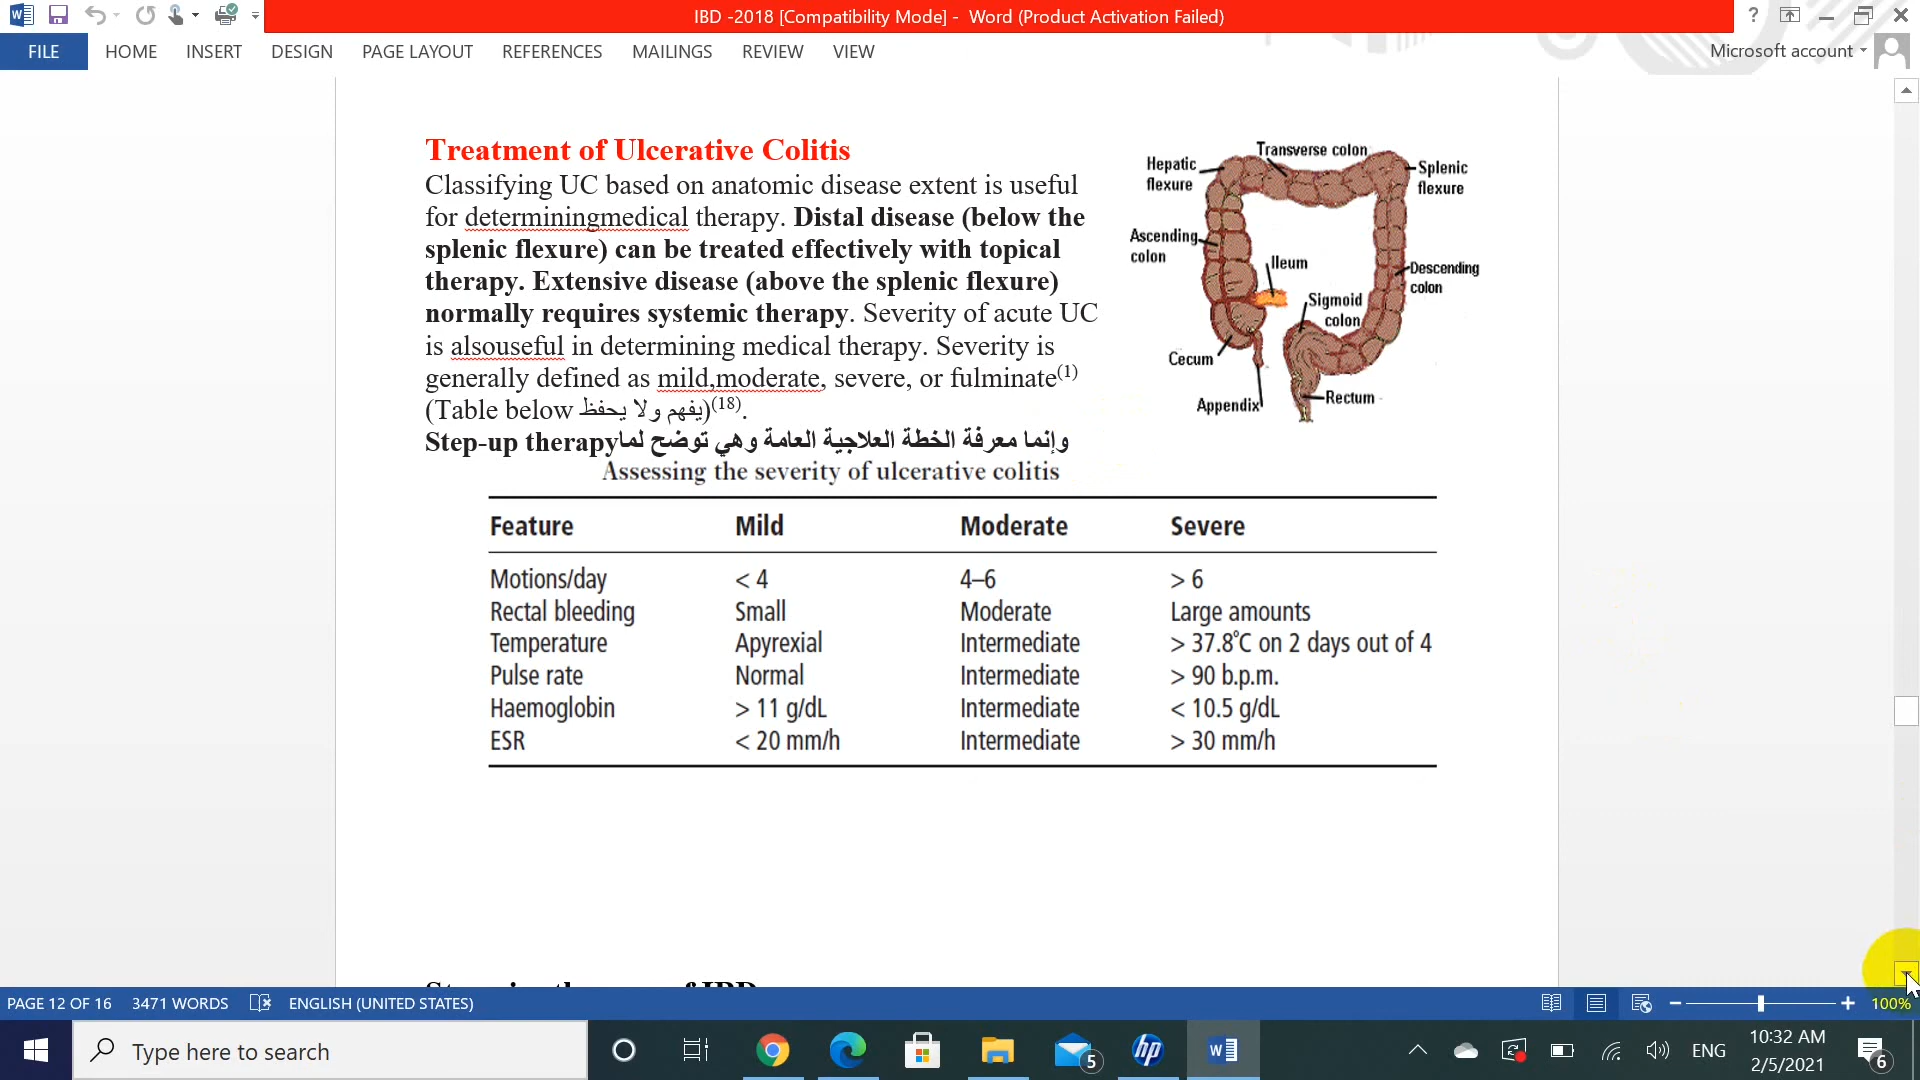 IBD -2018 [Compatibility Mode] - Word (Product Activation Failed)
?
FILE HOME INSERT DESIGN PAGE LAYOUT REFERENCES MAILINGS REVIEW VIEW
Microsoft account
Treatment of Ulcerative Colitis
Classifying UC based on anatomic disease extent is useful
for determiningmedical therapy. Distal disease (below the
splenic flexure) can be treated effectively with topical
therapy. Extensive disease (above the splenic flexure)
normally requires systemic therapy. Severity of acute UC
is alsouseful in determining medical therapy. Severity is
generally defined as mild,moderate, severe, or fulminate(1)
(Table below يفهم ولا يحفظ)(18).
Step-up therapyوإنما معرفة الخطة العلاجية العامة وهي توضح لما
Transverse colon
Hepatic
flexure
Splenic
flexure
Ascending
colon
Ileum
Descending
colon
Sigmoid
colon
Cecum
Appendix
Rectum
Assessing the severity of ulcerative colitis
Feature Mild Moderate Severe
Motions/day < 4 4–6 > 6
Rectal bleeding Small Moderate Large amounts
Temperature Apyrexial Intermediate > 37.8°C on 2 days out of 4
Pulse rate Normal Intermediate > 90 b.p.m.
Haemoglobin > 11 g/dL Intermediate < 10.5 g/dL
ESR < 20 mm/h Intermediate > 30 mm/h
PAGE 12 OF 16 3471 WORDS ENGLISH (UNITED STATES)
100%
Type here to search
5
hp
ENG
10:32 AM
2/5/2021
6